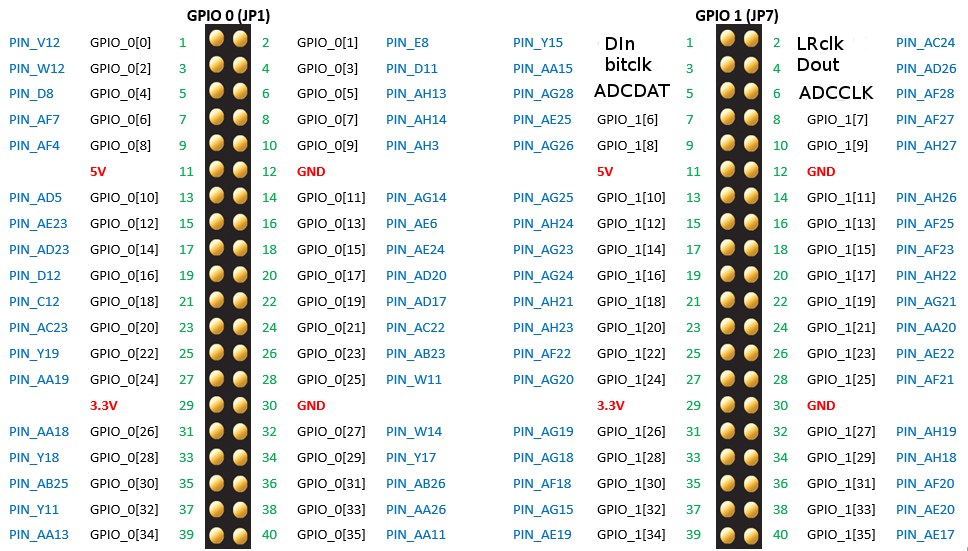 GPIO 0 (JP1) GPIO 1 (JP7)
PIN_V12 GPIO_0[0] 1 2 GPIO_0[1] PIN_E8 PIN_Y15 DIn 1 2 LRclk PIN_AC24
PIN_W12 GPIO_0[2] 3 4 GPIO_0[3] PIN_D11 PIN_AA15 bitclk 3 4 Dout PIN_AD26
PIN_D8 GPIO_0[4] 5 6 GPIO_0[5] PIN_AH13 PIN_AG28 ADCDAT 5 6 ADCCLK PIN_AF28
PIN_AF7 GPIO_0[6] 7 8 GPIO_0[7] PIN_AH14 PIN_AE25 GPIO_1[6] 7 8 GPIO_1[7] PIN_AF27
PIN_AF4 GPIO_0[8] 9 10 GPIO_0[9] PIN_AH3 PIN_AG26 GPIO_1[8] 9 10 GPIO_1[9] PIN_AH27
5V 11 12 GND 5V 11 12 GND
PIN_AD5 GPIO_0[10] 13 14 GPIO_0[11] PIN_AG14 PIN_AG25 GPIO_1[10] 13 14 GPIO_1[11] PIN_AH26
PIN_AE23 GPIO_0[12] 15 16 GPIO_0[13] PIN_AE6 PIN_AH24 GPIO_1[12] 15 16 GPIO_1[13] PIN_AF25
PIN_AD23 GPIO_0[14] 17 18 GPIO_0[15] PIN_AE24 PIN_AG23 GPIO_1[14] 17 18 GPIO_1[15] PIN_AF23
PIN_D12 GPIO_0[16] 19 20 GPIO_0[17] PIN_AD20 PIN_AG24 GPIO_1[16] 19 20 GPIO_1[17] PIN_AH22
PIN_C12 GPIO_0[18] 21 22 GPIO_0[19] PIN_AD17 PIN_AH21 GPIO_1[18] 21 22 GPIO_1[19] PIN_AG21
PIN_AC23 GPIO_0[20] 23 24 GPIO_0[21] PIN_AC22 PIN_AH23 GPIO_1[20] 23 24 GPIO_1[21] PIN_AA20
PIN_Y19 GPIO_0[22] 25 26 GPIO_0[23] PIN_AB23 PIN_AF22 GPIO_1[22] 25 26 GPIO_1[23] PIN_AE22
PIN_AA19 GPIO_0[24] 27 28 GPIO_0[25] PIN_W11 PIN_AG20 GPIO_1[24] 27 28 GPIO_1[25] PIN_AF21
3.3V 29 30 GND 3.3V 29 30 GND
PIN_AA18 GPIO_0[26] 31 32 GPIO_0[27] PIN_W14 PIN_AG19 GPIO_1[26] 31 32 GPIO_1[27] PIN_AH19
PIN_Y18 GPIO_0[28] 33 34 GPIO_0[29] PIN_Y17 PIN_AG18 GPIO_1[28] 33 34 GPIO_1[29] PIN_AH18
PIN_AB25 GPIO_0[30] 35 36 GPIO_0[31] PIN_AB26 PIN_AF18 GPIO_1[30] 35 36 GPIO_1[31] PIN_AF20
PIN_Y11 GPIO_0[32] 37 38 GPIO_0[33] PIN_AA26 PIN_AG15 GPIO_1[32] 37 38 GPIO_1[33] PIN_AE20
PIN_AA13 GPIO_0[34] 39 40 GPIO_0[35] PIN_AA11 PIN_AE19 GPIO_1[34] 39 40 GPIO_1[35] PIN_AE17